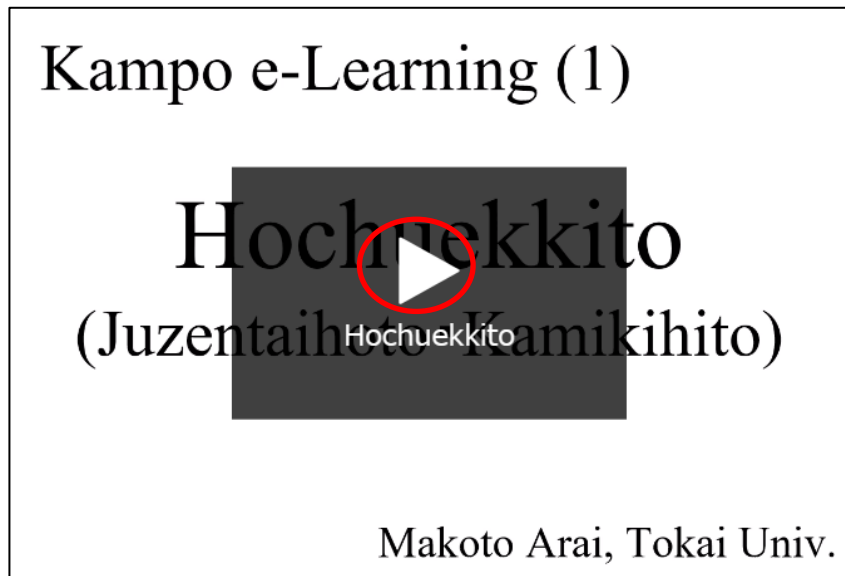 Kampo e-Learning (1)
Hochuekkito
Hochuekkito
(Juzentaihoto･Kamikihito)
Makoto Arai, Tokai Univ.